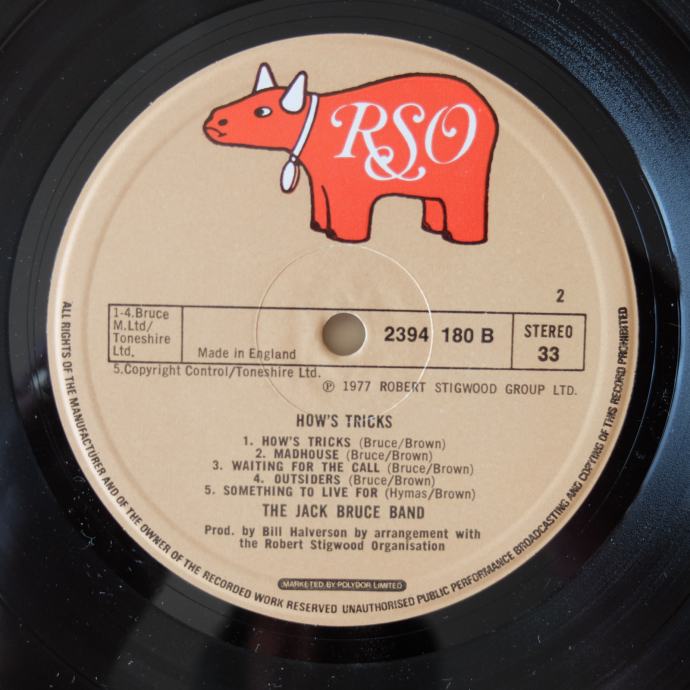 RSO
2
1-4.Bruce
M.Ltd/
Toneshire
Ltd.
Made in England
2394 180 B
STEREO
33
5.Copyright Control/Toneshire Ltd.
℗ 1977 ROBERT STIGWOOD GROUP LTD.
HOW'S TRICKS
1. HOW'S TRICKS (Bruce/Brown)
2. MADHOUSE (Bruce/Brown)
3. WAITING FOR THE CALL (Bruce/Brown)
4. OUTSIDERS (Bruce/Brown)
5. SOMETHING TO LIVE FOR (Hymas/Brown)
THE JACK BRUCE BAND
Prod. by Bill Halverson by arrangement with
the Robert Stigwood Organisation
MARKETED BY POLYDOR LIMITED
ALL RIGHTS OF THE MANUFACTURER AND OF THE OWNER OF THE RECORDED WORK RESERVED UNAUTHORISED PUBLIC PERFORMANCE BROADCASTING AND COPYING OF THIS RECORD PROHIBITED